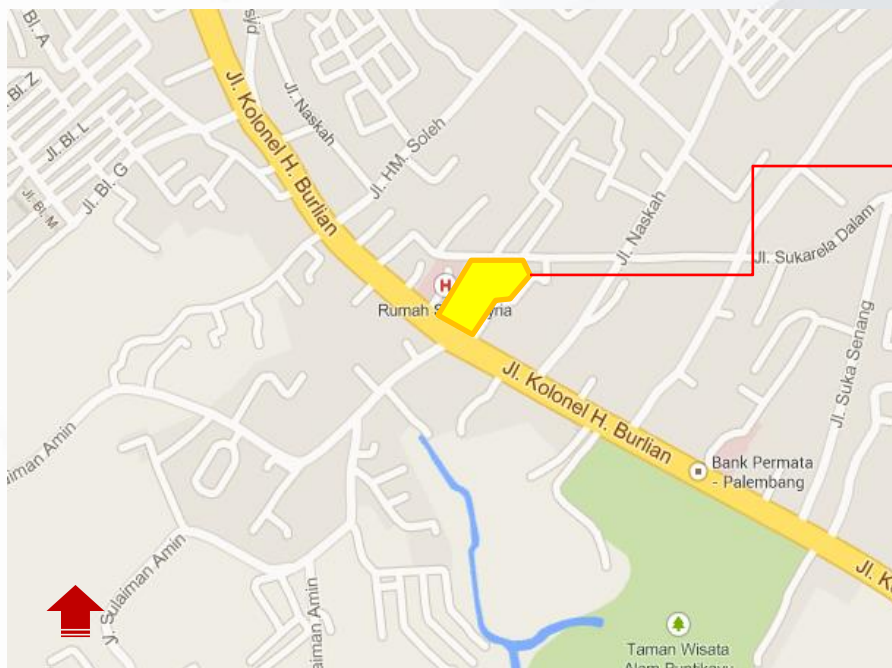 Bl. A
Jl. Bl. Z
Jl. Bl. L
Jl. Bl. M
Jl. Bl. G
Jl. Naskah
Jl. HM. Soleh
Jl. Kolonel H. Burlian
Jl. Naskah
Jl. Sukarela Dalam
H
Rumah S
Jl. Kolonel H. Burlian
Jl. Suka Senang
Bank Permata
- Palembang
laiman Amin
Jl. Sulaiman Amin
laiman Amin
Jl. K
Taman Wisata